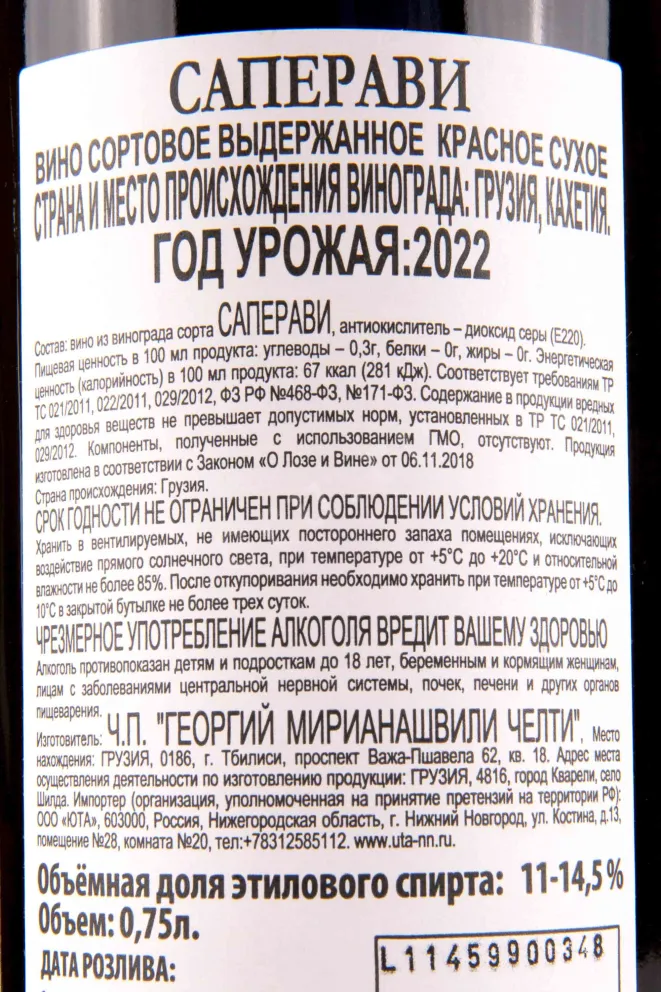 САПЕРАВИ
ВИНО СОРТОВОЕ ВЫДЕРЖАННОЕ КРАСНОЕ СУХОЕ
СТРАНА И МЕСТО ПРОИСХОЖДЕНИЯ ВИНОГРАДА: ГРУЗИЯ, КАХЕТИЯ.
ГОД УРОЖАЯ:2022
Состав: вино из винограда сорта САПЕРАВИ, антиокислитель – диоксид серы (Е220).
Пищевая ценность в 100 мл продукта: углеводы – 0,3г, белки – 0г, жиры – 0г. Энергетическая
ценность (калорийность) в 100 мл продукта: 67 ккал (281 кДж). Соответствует требованиям ТР
ТС 021/2011, 022/2011, 029/2012, ФЗ РФ №468-ФЗ, №171-ФЗ. Содержание в продукции вредных
для здоровья веществ не превышает допустимых норм, установленных в ТР ТС 021/2011,
029/2012. Компоненты, полученные с использованием ГМО, отсутствуют. Продукция
изготовлена в соответствии с Законом «О Лозе и Вине» от 06.11.2018
Страна происхождения: Грузия.
СРОК ГОДНОСТИ НЕ ОГРАНИЧЕН ПРИ СОБЛЮДЕНИИ УСЛОВИЙ ХРАНЕНИЯ.
Хранить в вентилируемых, не имеющих постороннего запаха помещениях, исключающих
воздействие прямого солнечного света, при температуре от +5°С до +20°С и относительной
влажности не более 85%. После откупоривания необходимо хранить при температуре от +5°С до
10°С в закрытой бутылке не более трех суток.
ЧРЕЗМЕРНОЕ УПОТРЕБЛЕНИЕ АЛКОГОЛЯ ВРЕДИТ ВАШЕМУ ЗДОРОВЬЮ
Алкоголь противопоказан детям и подросткам до 18 лет, беременным и кормящим женщинам,
лицам с заболеваниями центральной нервной системы, почек, печени и других органов
пищеварения.
Изготовитель: Ч.П. "ГЕОРГИЙ МИРИАНАШВИЛИ ЧЕЛТИ", Место
нахождения: ГРУЗИЯ, 0186, г. Тбилиси, проспект Важа-Пшавела 62, кв. 18. Адрес места
осуществления деятельности по изготовлению продукции: ГРУЗИЯ, 4816, город Кварели, село
Шилда. Импортер (организация, уполномоченная на принятие претензий на территории РФ):
ООО «ЮТА», 603000, Россия, Нижегородская область, г. Нижний Новгород, ул. Костина, д.13,
помещение №28, комната №20, тел:+78312585112. www.uta-nn.ru.
Объёмная доля этилового спирта: 11-14,5%
Объем: 0,75л.
ДАТА РОЗЛИВА:
L11459900348